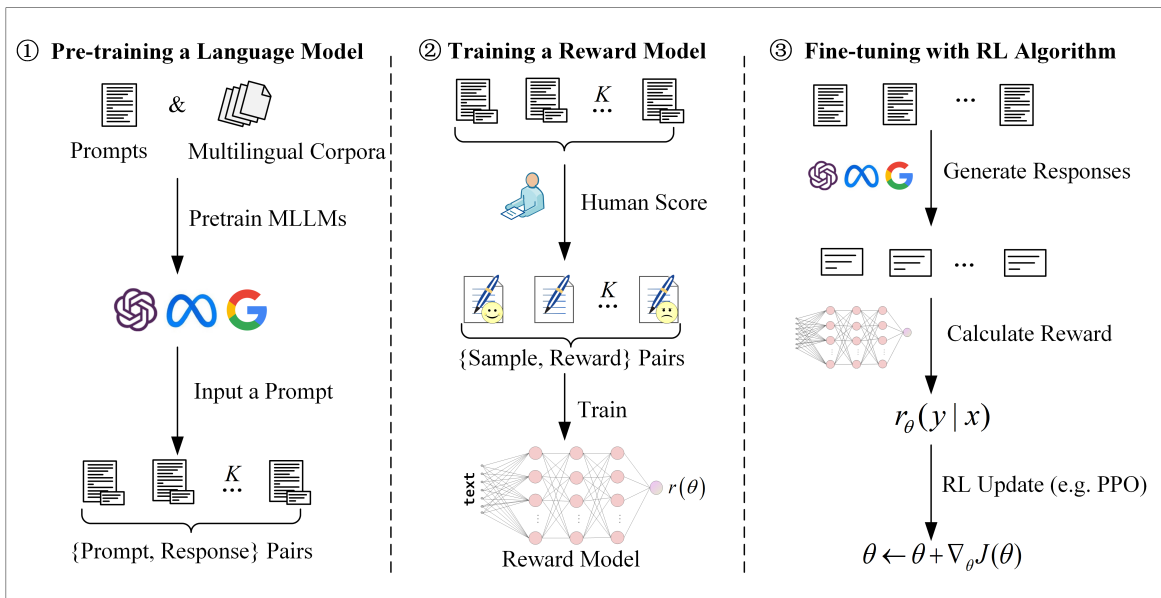 ① Pre-training a Language Model
&
Prompts
Multilingual Corpora
Pretrain MLLMs
Input a Prompt
K
...
{Prompt, Response} Pairs
② Training a Reward Model
K
...
Human Score
K
...
{Sample, Reward} Pairs
Train
text
r(θ)
Reward Model
③ Fine-tuning with RL Algorithm
...
Generate Responses
...
Calculate Reward
r_θ(y | x)
RL Update (e.g. PPO)
θ ← θ + ∇_θ J(θ)